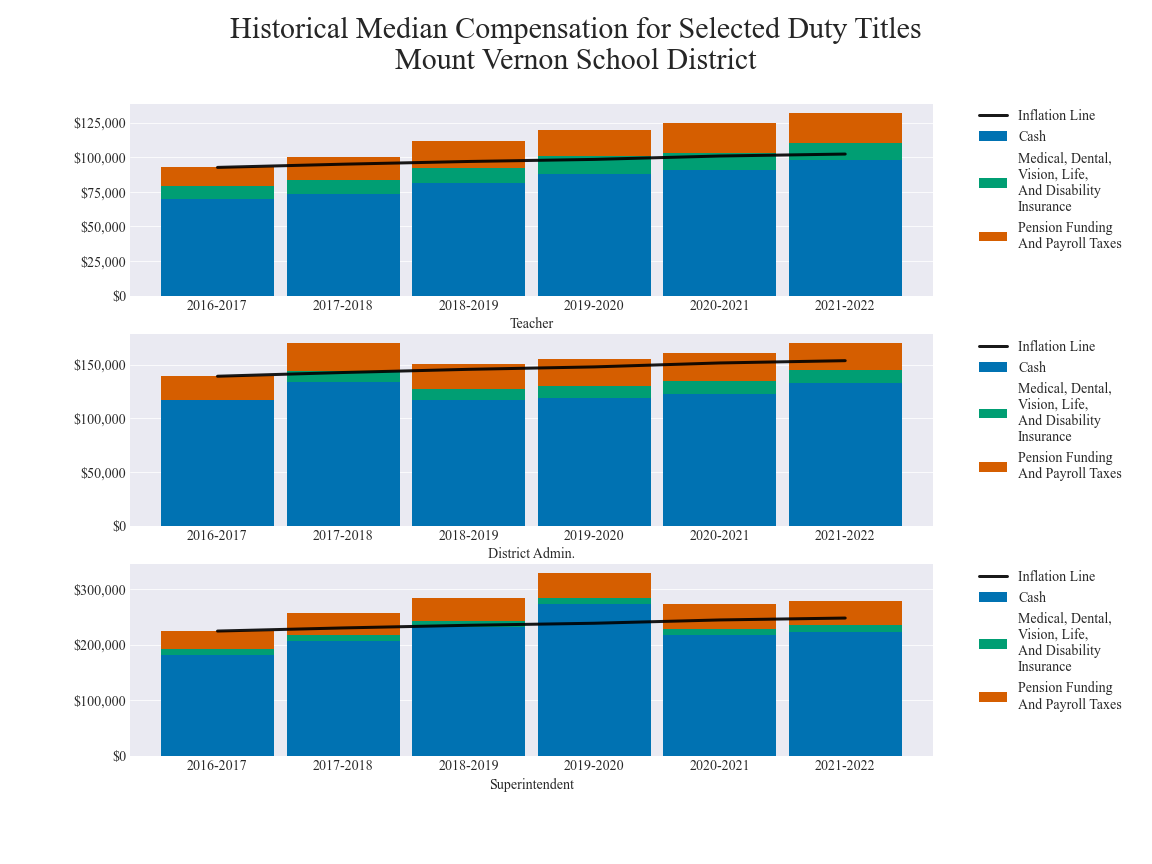 Historical Median Compensation for Selected Duty Titles
Mount Vernon School District
$125,000
$100,000
$75,000
$50,000
$25,000
$0
2016-2017 2017-2018 2018-2019 2019-2020 2020-2021 2021-2022
Teacher
Inflation Line
Cash
Medical, Dental,
Vision, Life,
And Disability
Insurance
Pension Funding
And Payroll Taxes
$150,000
$100,000
$50,000
$0
2016-2017 2017-2018 2018-2019 2019-2020 2020-2021 2021-2022
District Admin.
Inflation Line
Cash
Medical, Dental,
Vision, Life,
And Disability
Insurance
Pension Funding
And Payroll Taxes
$300,000
$200,000
$100,000
$0
2016-2017 2017-2018 2018-2019 2019-2020 2020-2021 2021-2022
Superintendent
Inflation Line
Cash
Medical, Dental,
Vision, Life,
And Disability
Insurance
Pension Funding
And Payroll Taxes